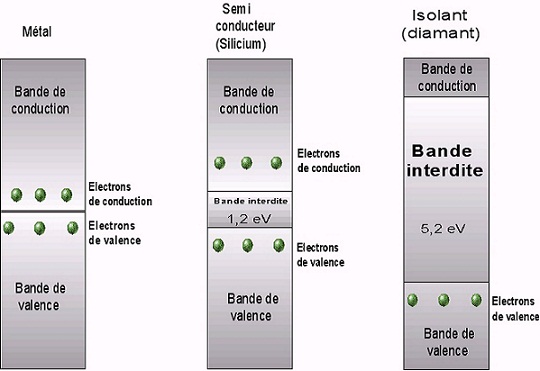 Métal
Bande de
conduction
Electrons
de conduction
Electrons
de valence
Bande de
valence
Semi
conducteur
(Silicium)
Bande de
conduction
Electrons
de conduction
Bande interdite
1,2 eV
Electrons
de valence
Bande de
valence
Isolant
(diamant)
Bande de
conduction
Bande
interdite
5,2 eV
Electrons
de valence
Bande de
valence